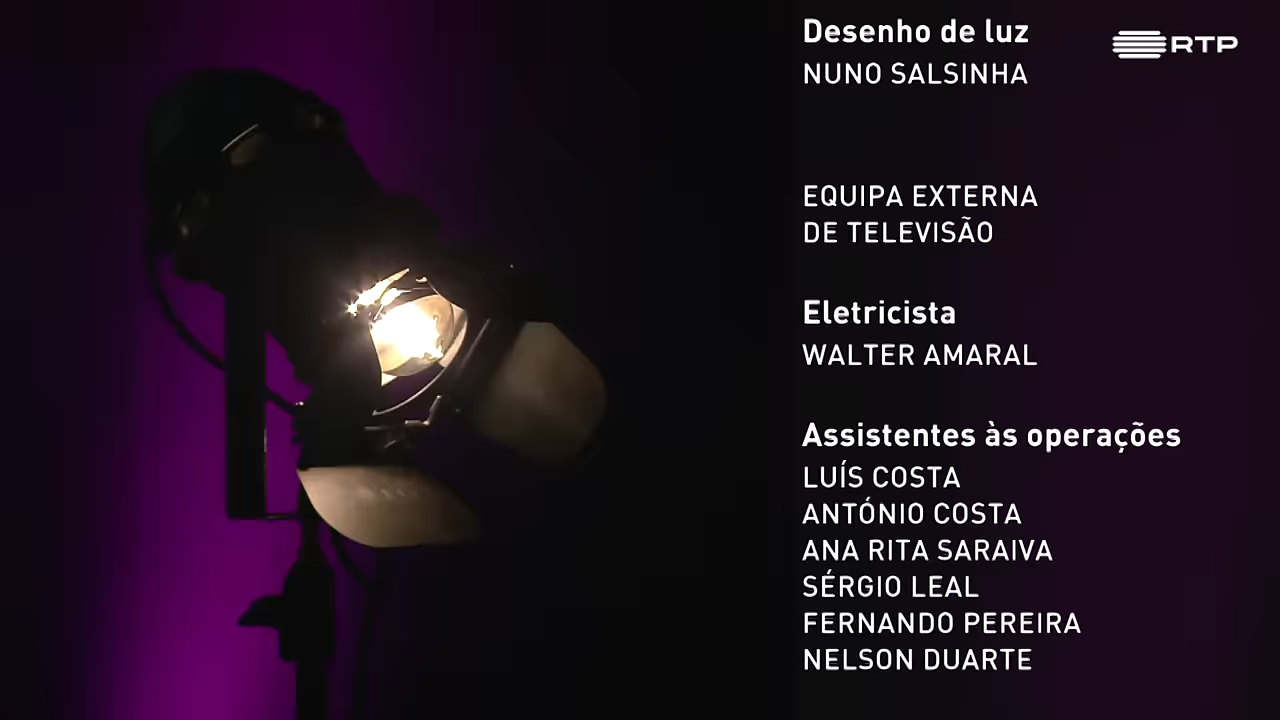 Desenho de luz
RTP
NUNO SALSINHA
EQUIPA EXTERNA
DE TELEVISÃO
Eletricista
WALTER AMARAL
Assistentes às operações
LUÍS COSTA
ANTÓNIO COSTA
ANA RITA SARAIVA
SÉRGIO LEAL
FERNANDO PEREIRA
NELSON DUARTE